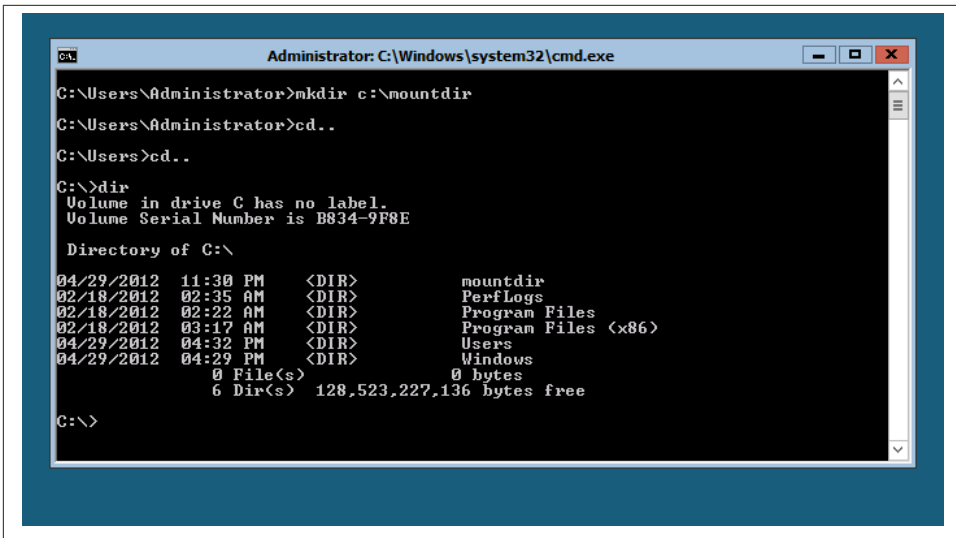 Administrator: C:\Windows\system32\cmd.exe
C:\Users\Administrator>mkdir c:\mountdir
C:\Users\Administrator>cd..
C:\Users>cd..
C:\>dir
Volume in drive C has no label.
Volume Serial Number is B834-9F8E
Directory of C:\
04/29/2012 11:30 PM <DIR> mountdir
02/18/2012 02:35 AM <DIR> PerfLogs
02/18/2012 02:22 AM <DIR> Program Files
02/18/2012 03:17 AM <DIR> Program Files (x86)
04/29/2012 04:32 PM <DIR> Users
04/29/2012 04:29 PM <DIR> Windows
0 File(s) 0 bytes
6 Dir(s) 128,523,227,136 bytes free
C:\>